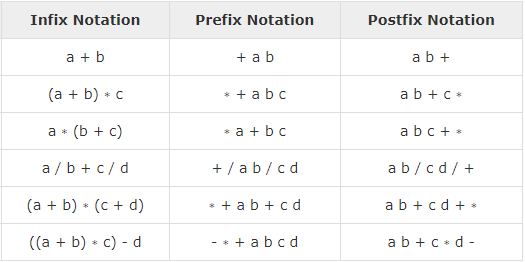 Infix Notation Prefix Notation Postfix Notation
a + b + a b a b +
(a + b) * c * + a b c a b + c *
a * (b + c) * a + b c a b c + *
a / b + c / d + / a b / c d a b / c d / +
(a + b) * (c + d) * + a b + c d a b + c d + *
((a + b) * c) - d - * + a b c d a b + c * d -